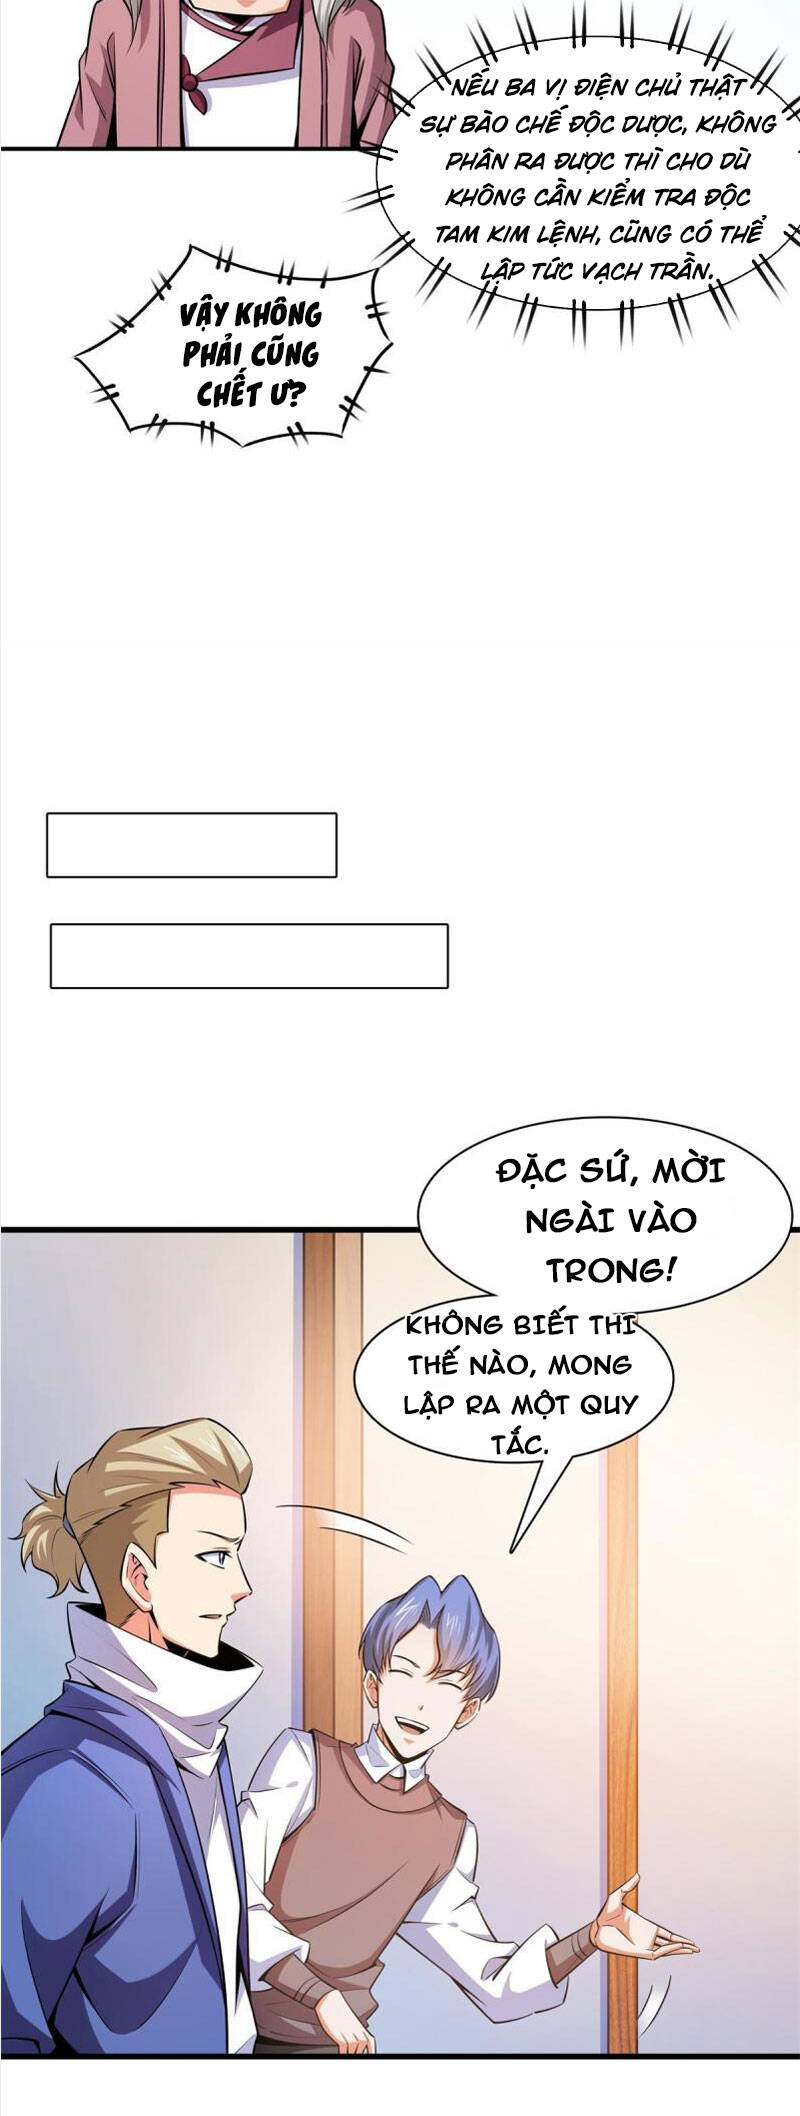 NẾU BA VỊ ĐIỆN CHỦ THẬT
SỰ BÀO CHẾ ĐỘC DƯỢC, KHÔNG
PHÂN RA ĐƯỢC THÌ CHO DÙ
KHÔNG CẦN KIỂM TRA ĐỘC
TAM KIM LỆNH, CŨNG CÓ THỂ
LẬP TỨC VẠCH TRẦN.
VẬY KHÔNG
PHẢI CŨNG
CHẾT Ư?
ĐẶC SỨ, MỜI
NGÀI VÀO
TRONG!
KHÔNG BIẾT THI
THẾ NÀO, MONG
LẬP RA MỘT QUY
TẮC.